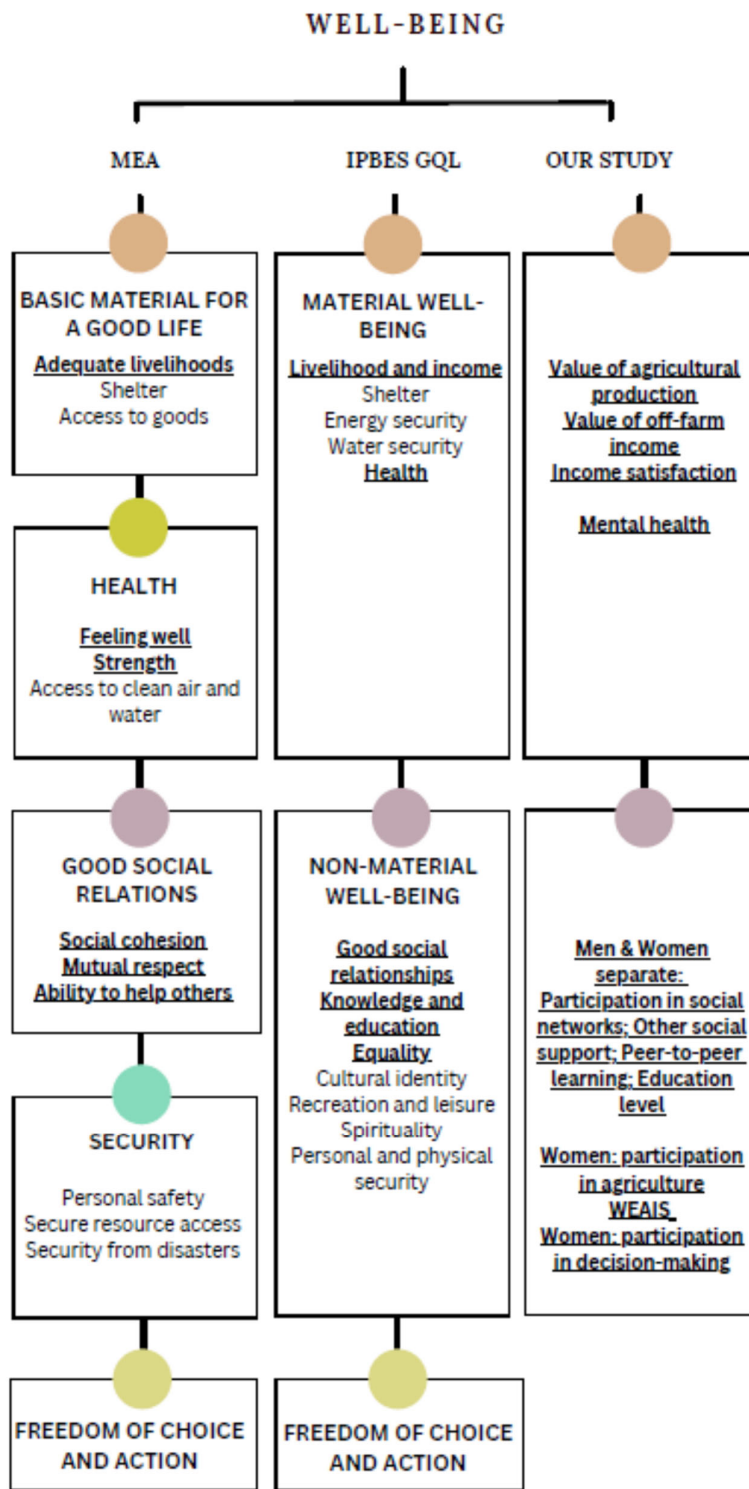 WELL-BEING
MEA
IPBES GQL
OUR STUDY
BASIC MATERIAL FOR
A GOOD LIFE
Adequate livelihoods
Shelter
Access to goods
HEALTH
Feeling well
Strength
Access to clean air and
water
GOOD SOCIAL
RELATIONS
Social cohesion
Mutual respect
Ability to help others
SECURITY
Personal safety
Secure resource access
Security from disasters
FREEDOM OF CHOICE
AND ACTION
MATERIAL WELL-
BEING
Livelihood and income
Shelter
Energy security
Water security
Health
NON-MATERIAL
WELL-BEING
Good social
relationships
Knowledge and
education
Equality
Cultural identity
Recreation and leisure
Spirituality
Personal and physical
security
FREEDOM OF CHOICE
AND ACTION
Value of agricultural
production
Value of off-farm
income
Income satisfaction
Mental health
Men & Women
separate:
Participation in social
networks; Other social
support; Peer-to-peer
learning; Education
level
Women: participation
in agriculture
WEAIS
Women: participation
in decision-making